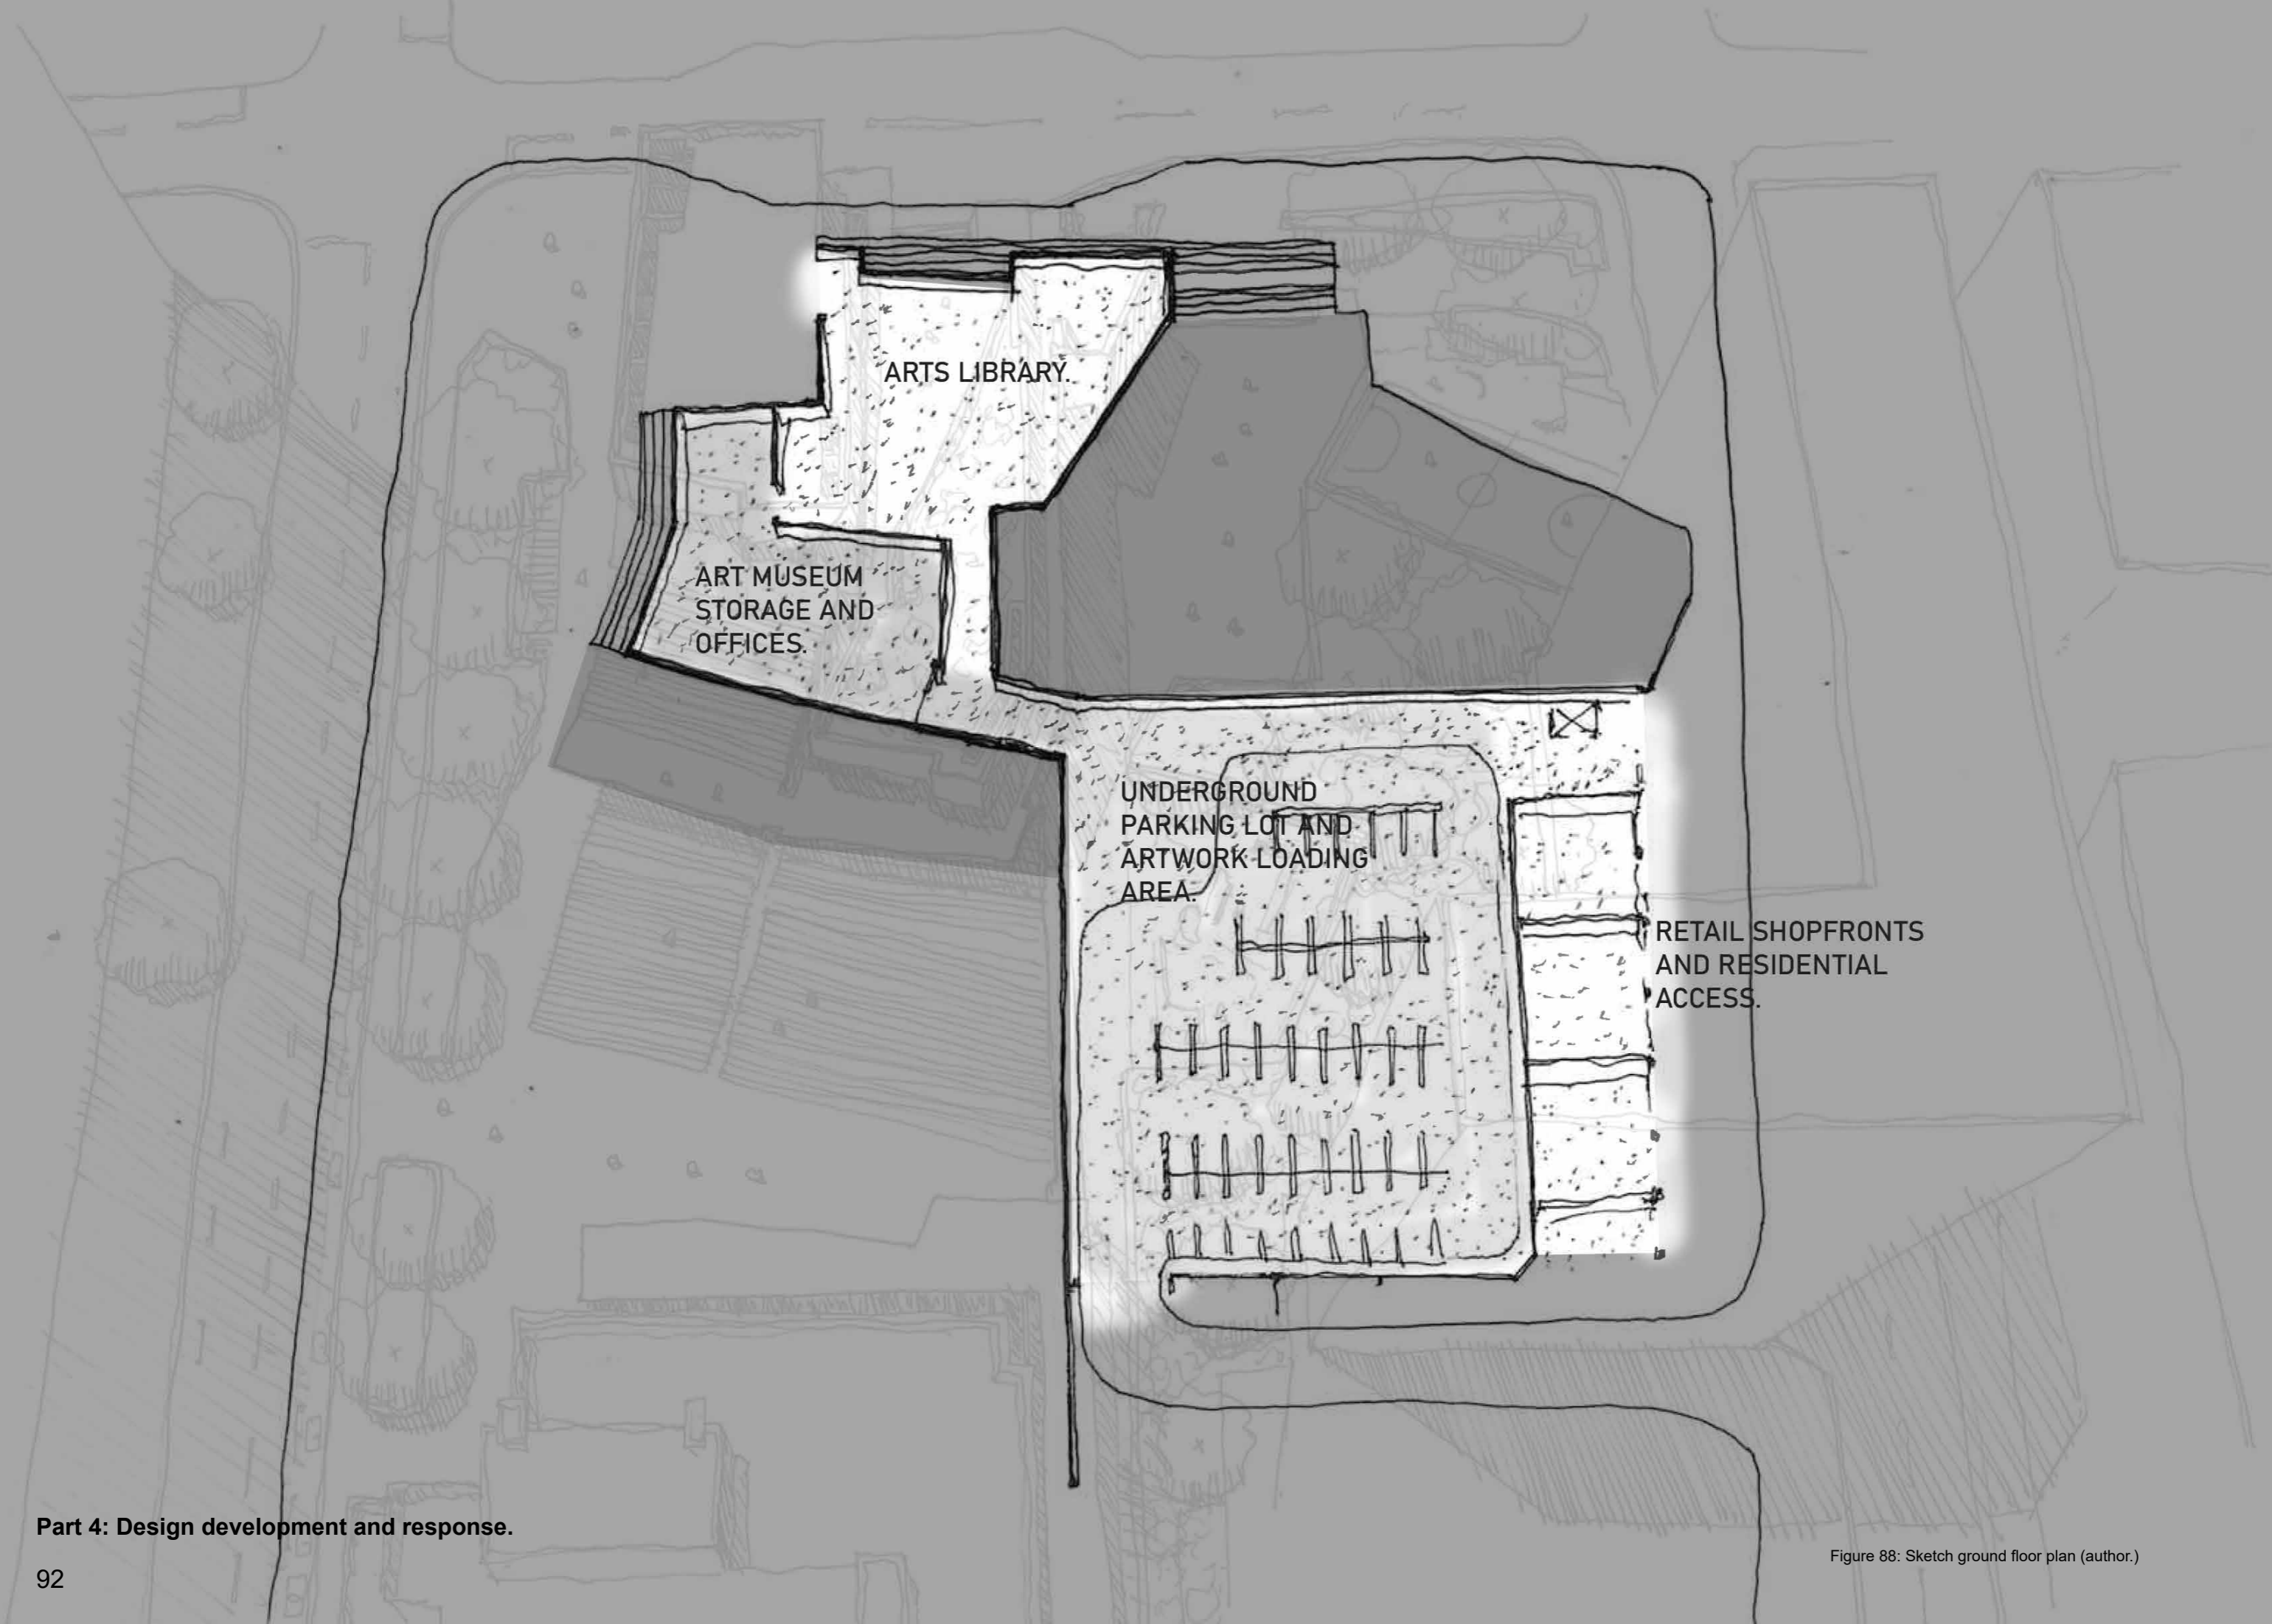 ARTS LIBRARY.
ART MUSEUM
STORAGE AND
OFFICES.
UNDERGROUND
PARKING LOT AND
ARTWORK LOADING
AREA.
RETAIL SHOPFRONTS
AND RESIDENTIAL
ACCESS.
Part 4: Design development and response.
92
Figure 88: Sketch ground floor plan (author.)